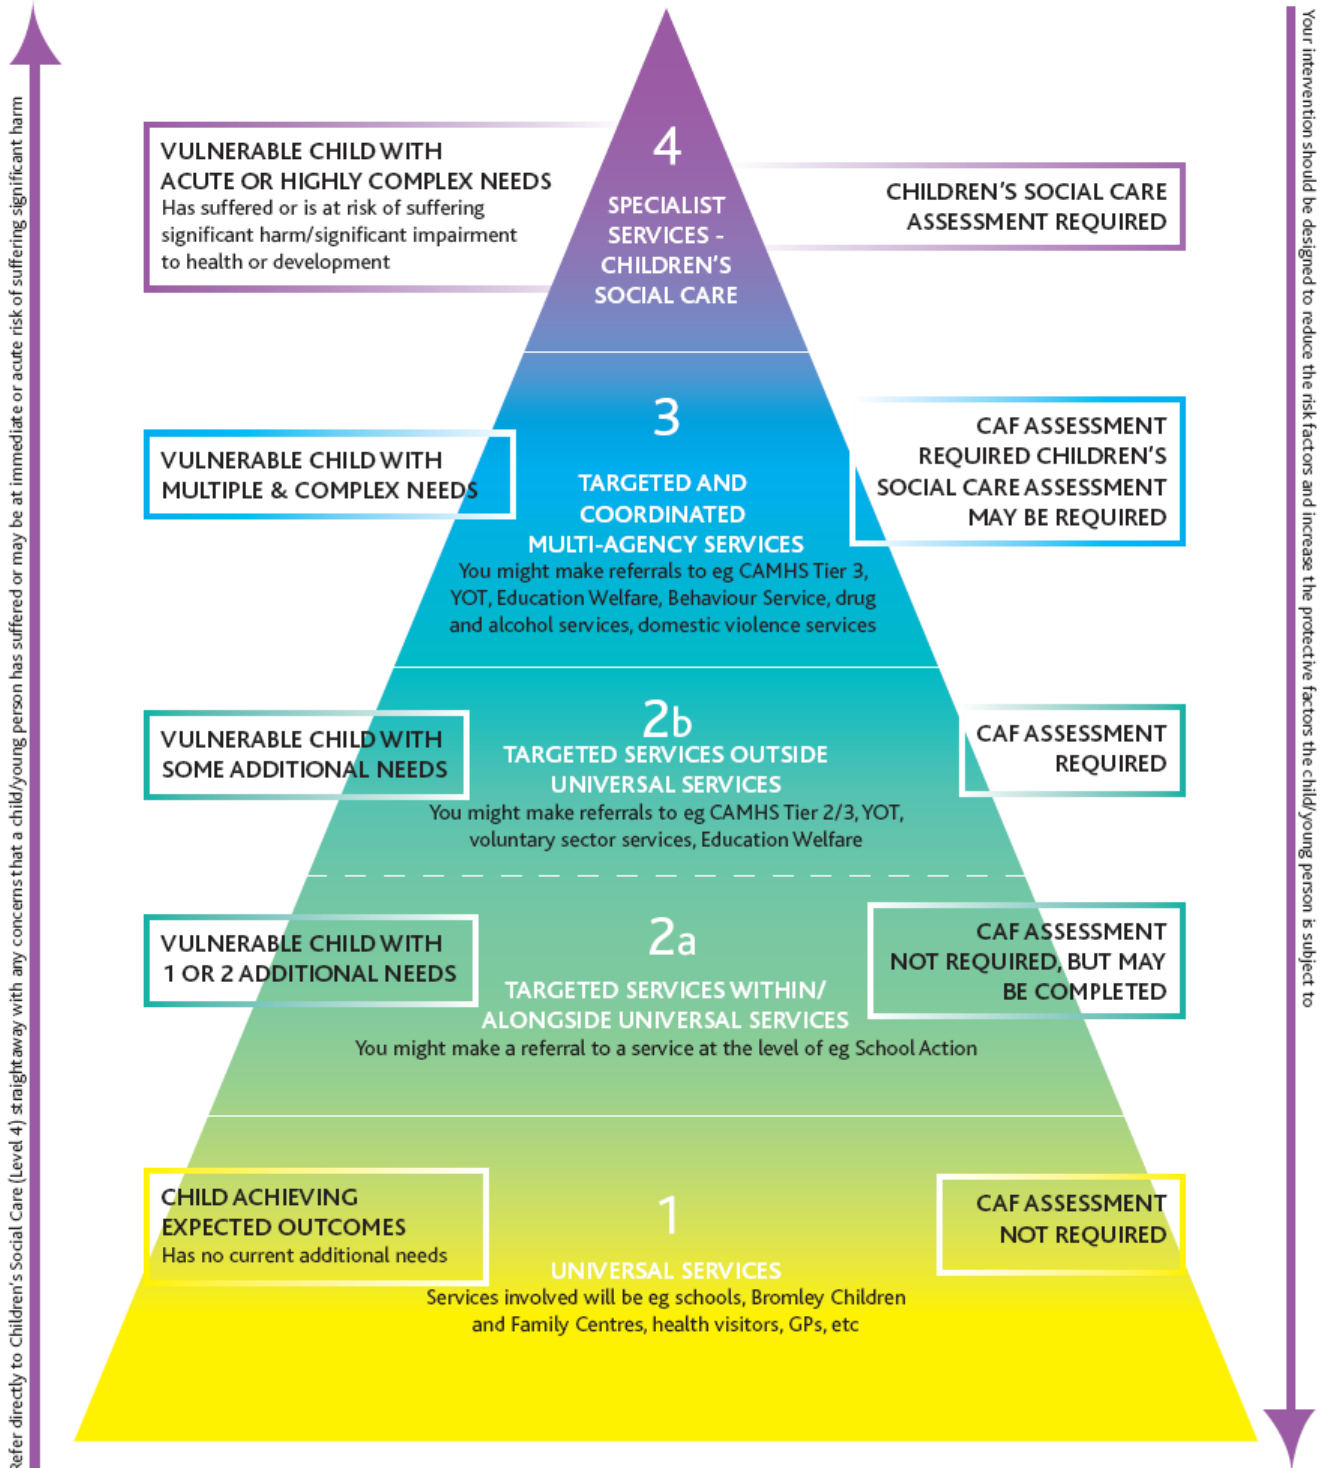 Refer directly to Children's Social Care (Level 4) straightaway with any concerns that a child/young person has suffered or may be at immediate or acute risk of suffering significant harm
VULNERABLE CHILD WITH
ACUTE OR HIGHLY COMPLEX NEEDS
Has suffered or is at risk of suffering
significant harm/significant impairment
to health or development
4
SPECIALIST
SERVICES -
CHILDREN'S
SOCIAL CARE
CHILDREN'S SOCIAL CARE
ASSESSMENT REQUIRED
VULNERABLE CHILD WITH
MULTIPLE & COMPLEX NEEDS
3
TARGETED AND
COORDINATED
MULTI-AGENCY SERVICES
You might make referrals to eg CAMHS Tier 3,
YOT, Education Welfare, Behaviour Service, drug
and alcohol services, domestic violence services
CAF ASSESSMENT
REQUIRED CHILDREN'S
SOCIAL CARE ASSESSMENT
MAY BE REQUIRED
VULNERABLE CHILD WITH
SOME ADDITIONAL NEEDS
2b
TARGETED SERVICES OUTSIDE
UNIVERSAL SERVICES
You might make referrals to eg CAMHS Tier 2/3, YOT,
voluntary sector services, Education Welfare
CAF ASSESSMENT
REQUIRED
VULNERABLE CHILD WITH
1 OR 2 ADDITIONAL NEEDS
2a
TARGETED SERVICES WITHIN/
ALONGSIDE UNIVERSAL SERVICES
You might make a referral to a service at the level of eg School Action
CAF ASSESSMENT
NOT REQUIRED, BUT MAY
BE COMPLETED
CHILD ACHIEVING
EXPECTED OUTCOMES
Has no current additional needs
1
UNIVERSAL SERVICES
Services involved will be eg schools, Bromley Children
and Family Centres, health visitors, GPs, etc
CAF ASSESSMENT
NOT REQUIRED
Your intervention should be designed to reduce the risk factors and increase the protective factors the child/young person is subject to